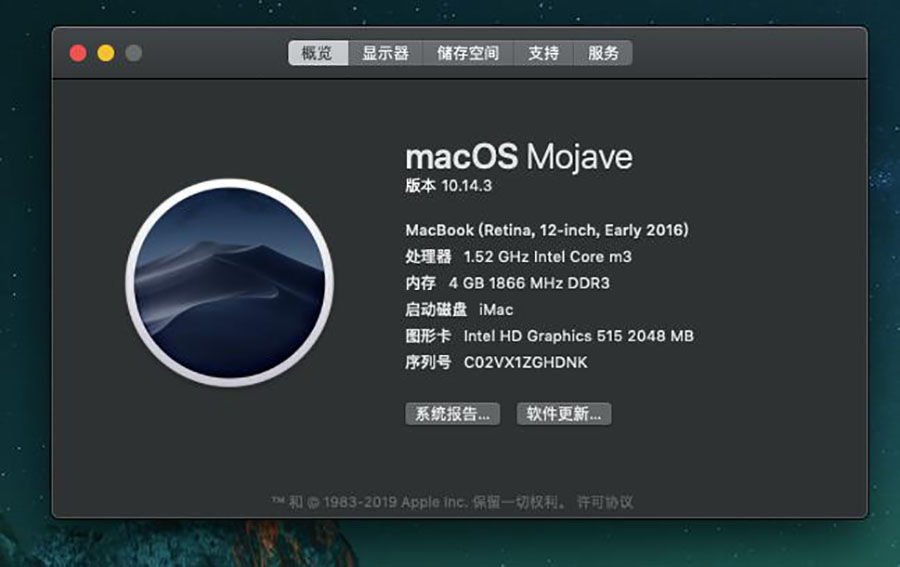 概览 显示器 储存空间 支持 服务
macOS Mojave
版本 10.14.3
MacBook (Retina, 12-inch, Early 2016)
处理器 1.52 GHz Intel Core m3
内存 4 GB 1866 MHz DDR3
启动磁盘 iMac
图形卡 Intel HD Graphics 515 2048 MB
序列号 C02VX1ZGHDNK
系统报告... 软件更新...
™ 和 © 1983-2019 Apple Inc. 保留一切权利。 许可协议